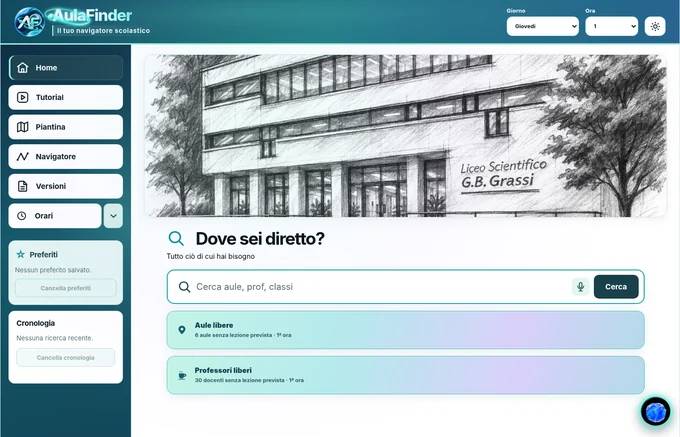 AulaFinder
Il tuo navigatore scolastico
Giorno
Giovedì
Ora
1
Home
Tutorial
Piantina
Navigatore
Versioni
Orari
Preferiti
Nessun preferito salvato.
Cancella preferiti
Cronologia
Nessuna ricerca recente.
Cancella cronologia
Liceo Scientifico
G.B. Grassi
Dove sei diretto?
Tutto ciò di cui hai bisogno
Cerca aule, prof, classi
Cerca
Aule libere
6 aule senza lezione prevista · 1ª ora
Professori liberi
30 docenti senza lezione prevista · 1ª ora